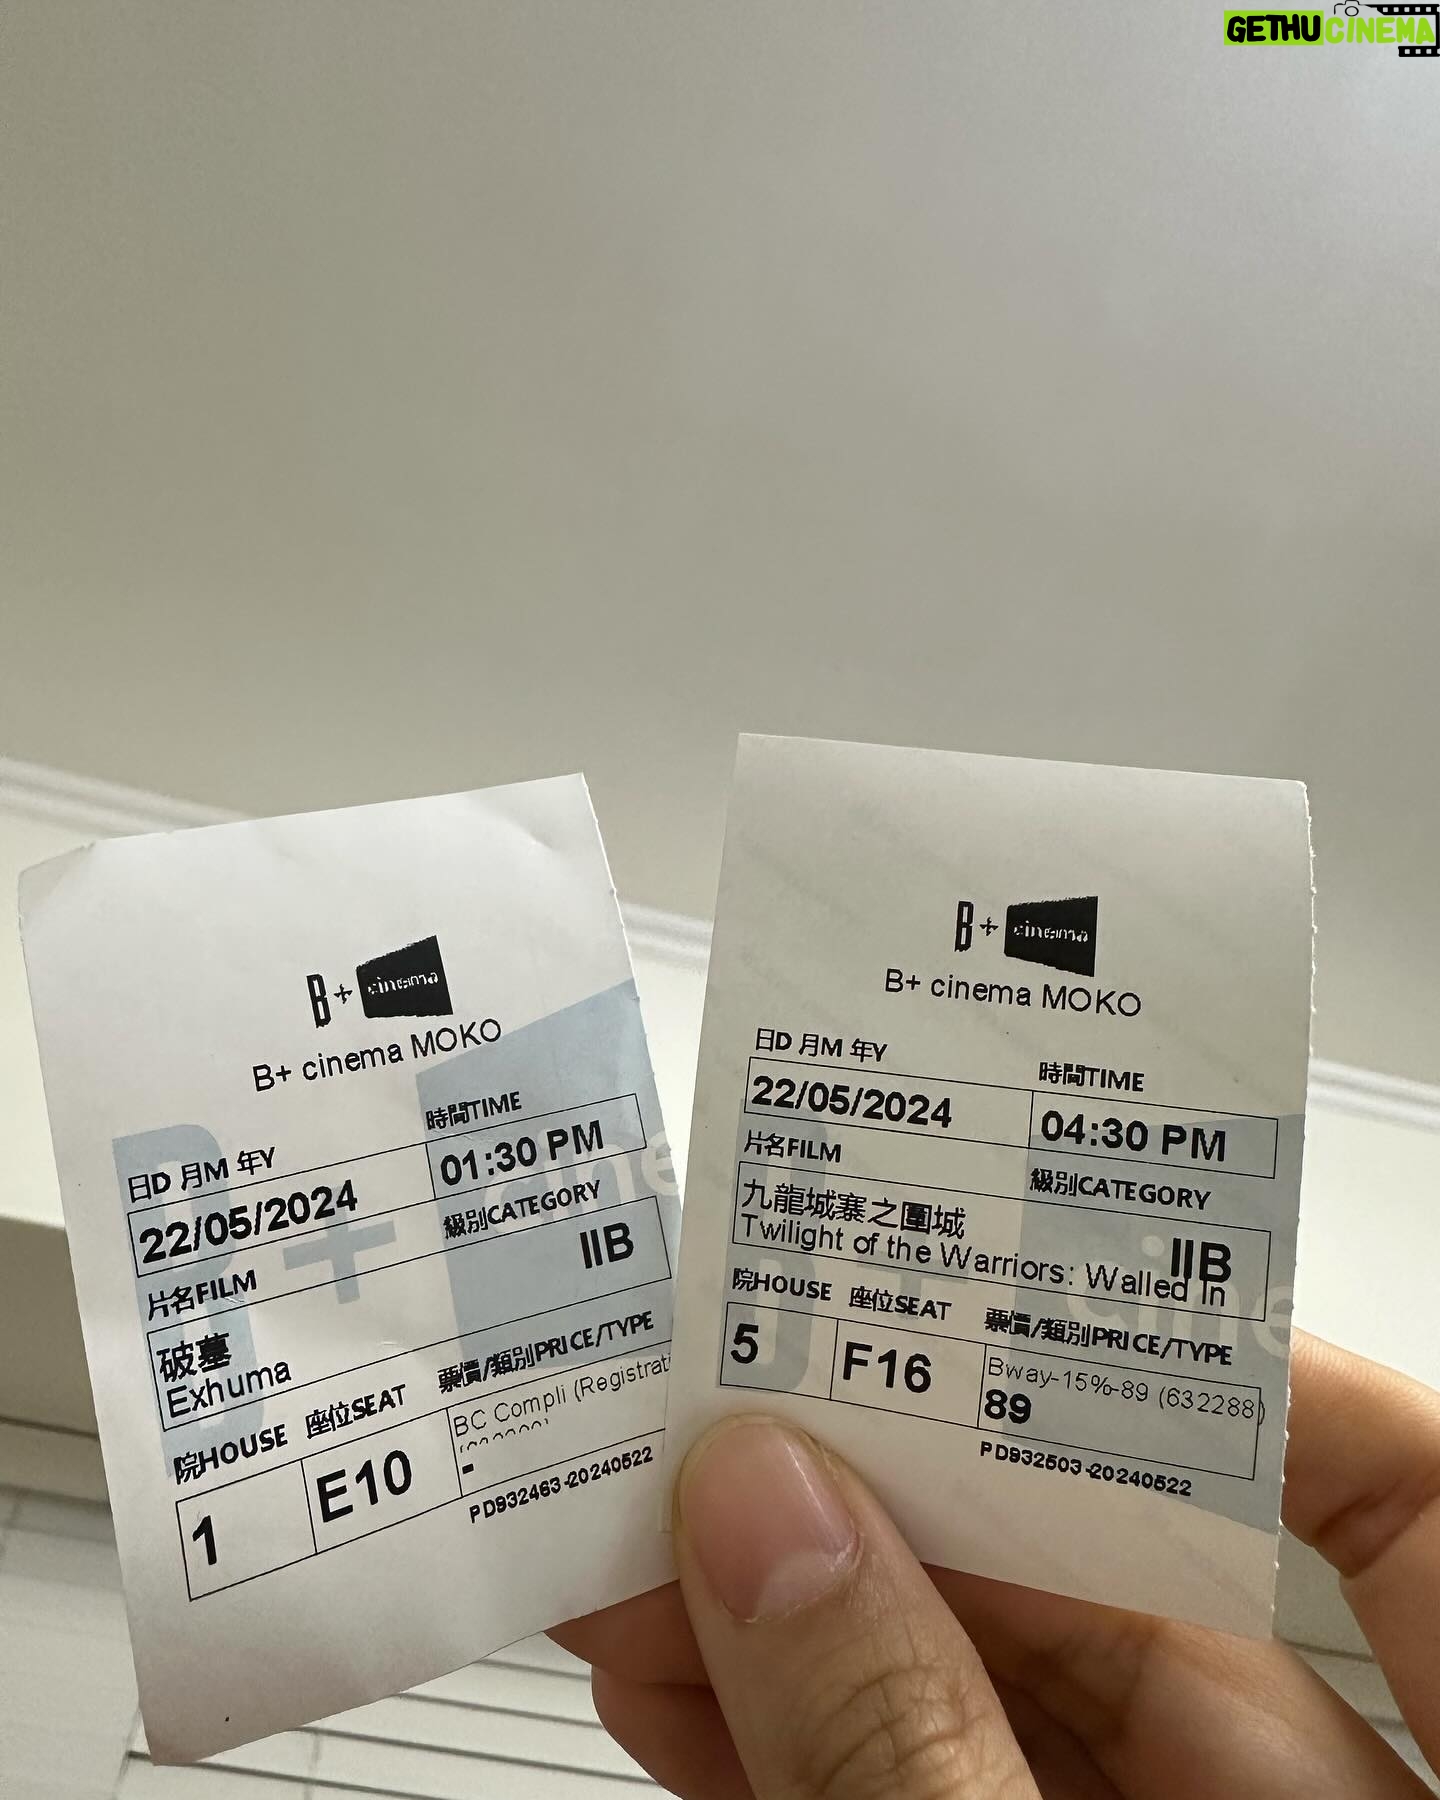 GETHUCINEMA
B+ cinema
B+ cinema MOKO
日D 月M 年Y
時間TIME
22/05/2024
01:30 PM
片名FILM
級別CATEGORY
破墓
Exhuma
IIB
院HOUSE
座位SEAT
票價/類別PRICE/TYPE
1
E10
BC Compli (Registrati
-
PD932463-20240522
B+ cinema
B+ cinema MOKO
日D 月M 年Y
時間TIME
22/05/2024
04:30 PM
片名FILM
級別CATEGORY
九龍城寨之圍城
Twilight of the Warriors: Walled In
IIB
院HOUSE
座位SEAT
票價/類別PRICE/TYPE
5
F16
Bway-15%-89 (632288)
89
PD932503-20240522